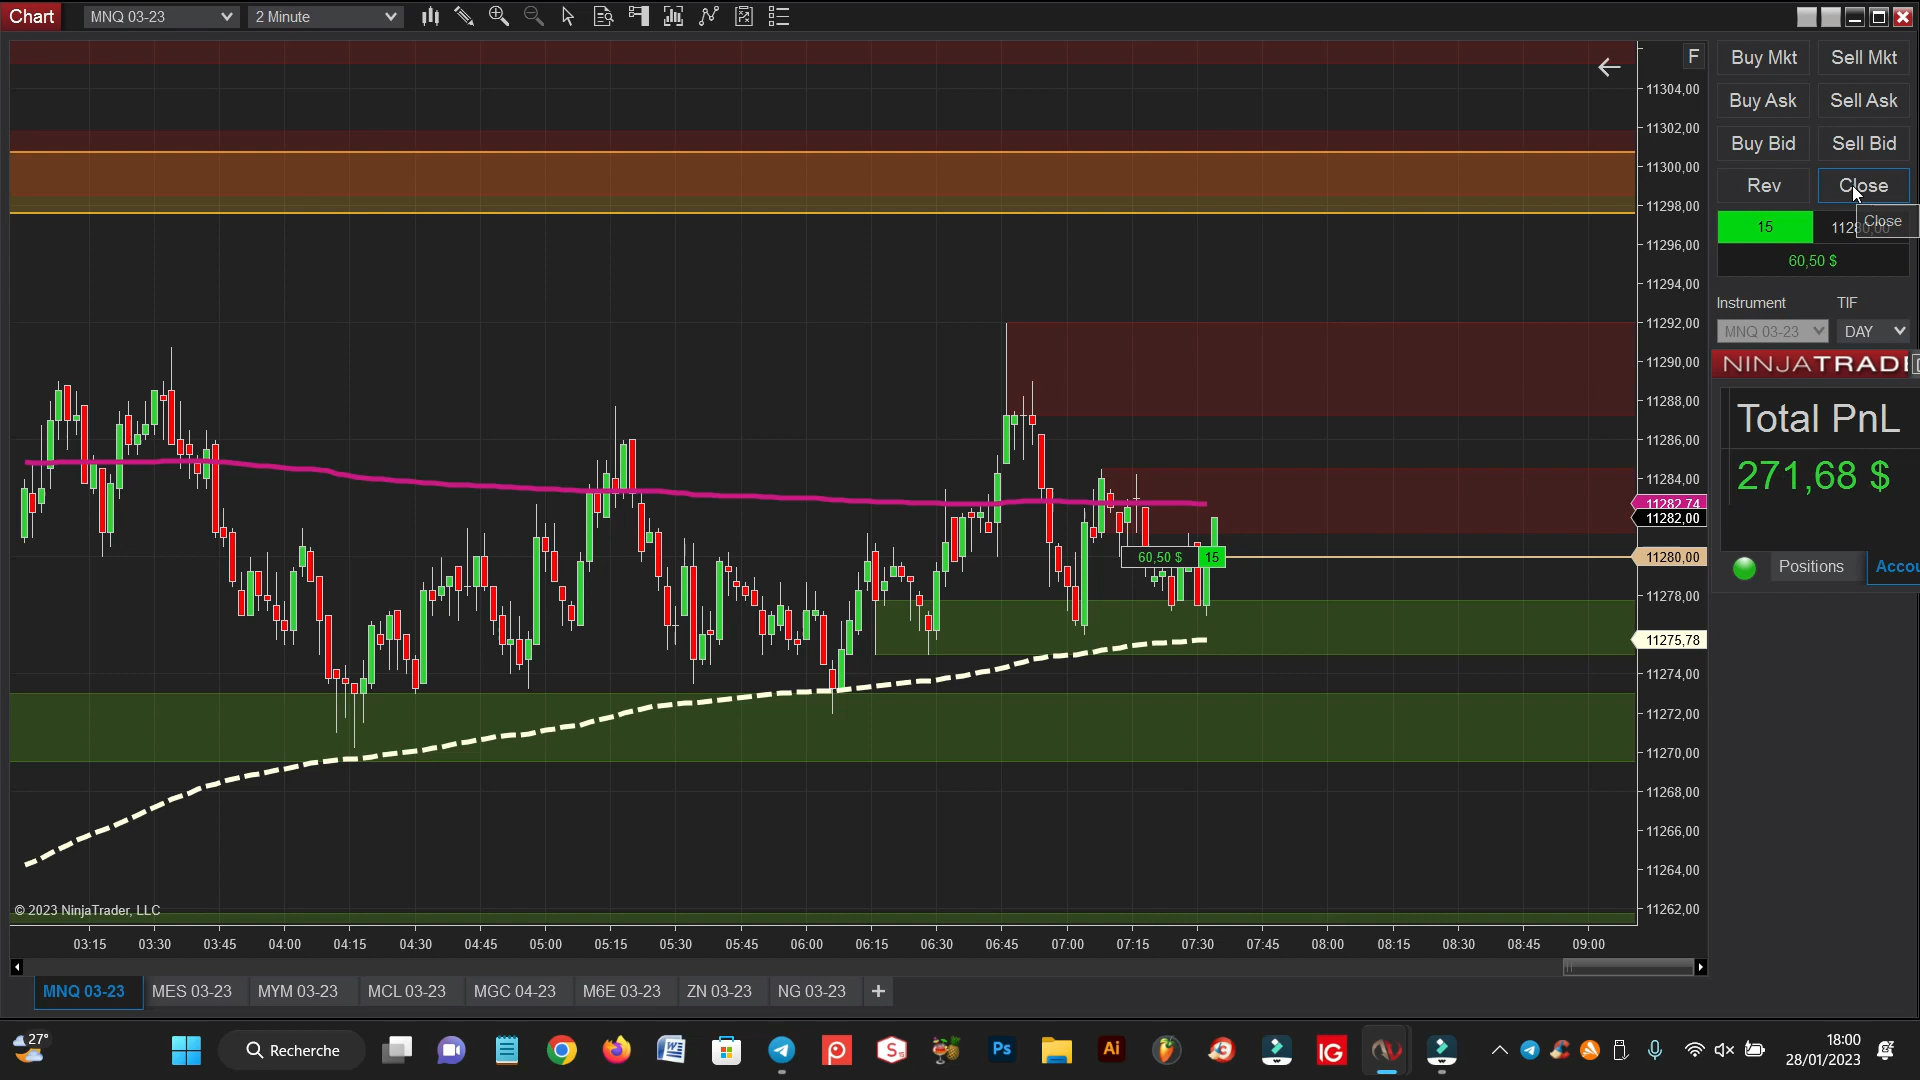 Chart MNQ 03-23 2 Minute
F
Buy Mkt Sell Mkt
Buy Ask Sell Ask
Buy Bid Sell Bid
Rev Close
Close
15 11280,00
60,50 $
Instrument TIF
MNQ 03-23 DAY
NINJATRAD
Total PnL
271,68 $
Positions Accou
11304,00
11302,00
11300,00
11298,00
11296,00
11294,00
11292,00
11290,00
11288,00
11286,00
11284,00
11282,74
11282,00
60,50 $ 15 11280,00
11278,00
11275,78
11274,00
11272,00
11270,00
11268,00
11266,00
11264,00
11262,00
© 2023 NinjaTrader, LLC
03:15 03:30 03:45 04:00 04:15 04:30 04:45 05:00 05:15 05:30 05:45 06:00 06:15 06:30 06:45 07:00 07:15 07:30 07:45 08:00 08:15 08:30 08:45 09:00
MNQ 03-23 MES 03-23 MYM 03-23 MCL 03-23 MGC 04-23 M6E 03-23 ZN 03-23 NG 03-23 +
27° Recherche Ps Ai IG 18:00
28/01/2023